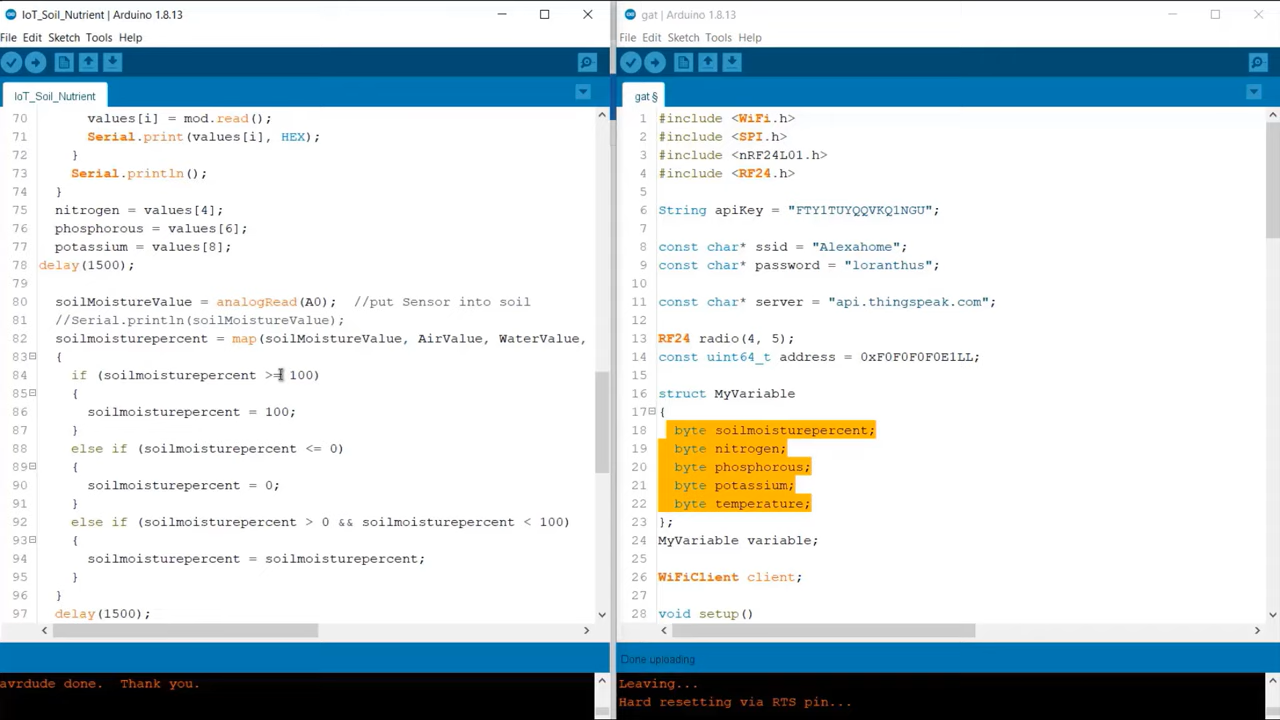 IoT_Soil_Nutrient | Arduino 1.8.13
File Edit Sketch Tools Help
IoT_Soil_Nutrient
70 values[i] = mod.read();
71 Serial.print(values[i], HEX);
72 }
73 Serial.println();
74 }
75 nitrogen = values[4];
76 phosphorous = values[6];
77 potassium = values[8];
78 delay(1500);
79
80 soilMoistureValue = analogRead(A0); //put Sensor into soil
81 //Serial.println(soilMoistureValue);
82 soilmoisturepercent = map(soilMoistureValue, AirValue, WaterValue,
83 {
84 if (soilmoisturepercent >= 100)
85 {
86 soilmoisturepercent = 100;
87 }
88 else if (soilmoisturepercent <= 0)
89 {
90 soilmoisturepercent = 0;
91 }
92 else if (soilmoisturepercent > 0 && soilmoisturepercent < 100)
93 {
94 soilmoisturepercent = soilmoisturepercent;
95 }
96 }
97 delay(1500);
avrdude done. Thank you.
gat | Arduino 1.8.13
File Edit Sketch Tools Help
gat §
1 #include <WiFi.h>
2 #include <SPI.h>
3 #include <nRF24L01.h>
4 #include <RF24.h>
5
6 String apiKey = "FTY1TUYQQVKQ1NGU";
7
8 const char* ssid = "Alexahome";
9 const char* password = "loranthus";
10
11 const char* server = "api.thingspeak.com";
12
13 RF24 radio(4, 5);
14 const uint64_t address = 0xF0F0F0F0E1LL;
15
16 struct MyVariable
17 {
18 byte soilmoisturepercent;
19 byte nitrogen;
20 byte phosphorous;
21 byte potassium;
22 byte temperature;
23 };
24 MyVariable variable;
25
26 WiFiClient client;
27
28 void setup()
Done uploading
Leaving...
Hard resetting via RTS pin...